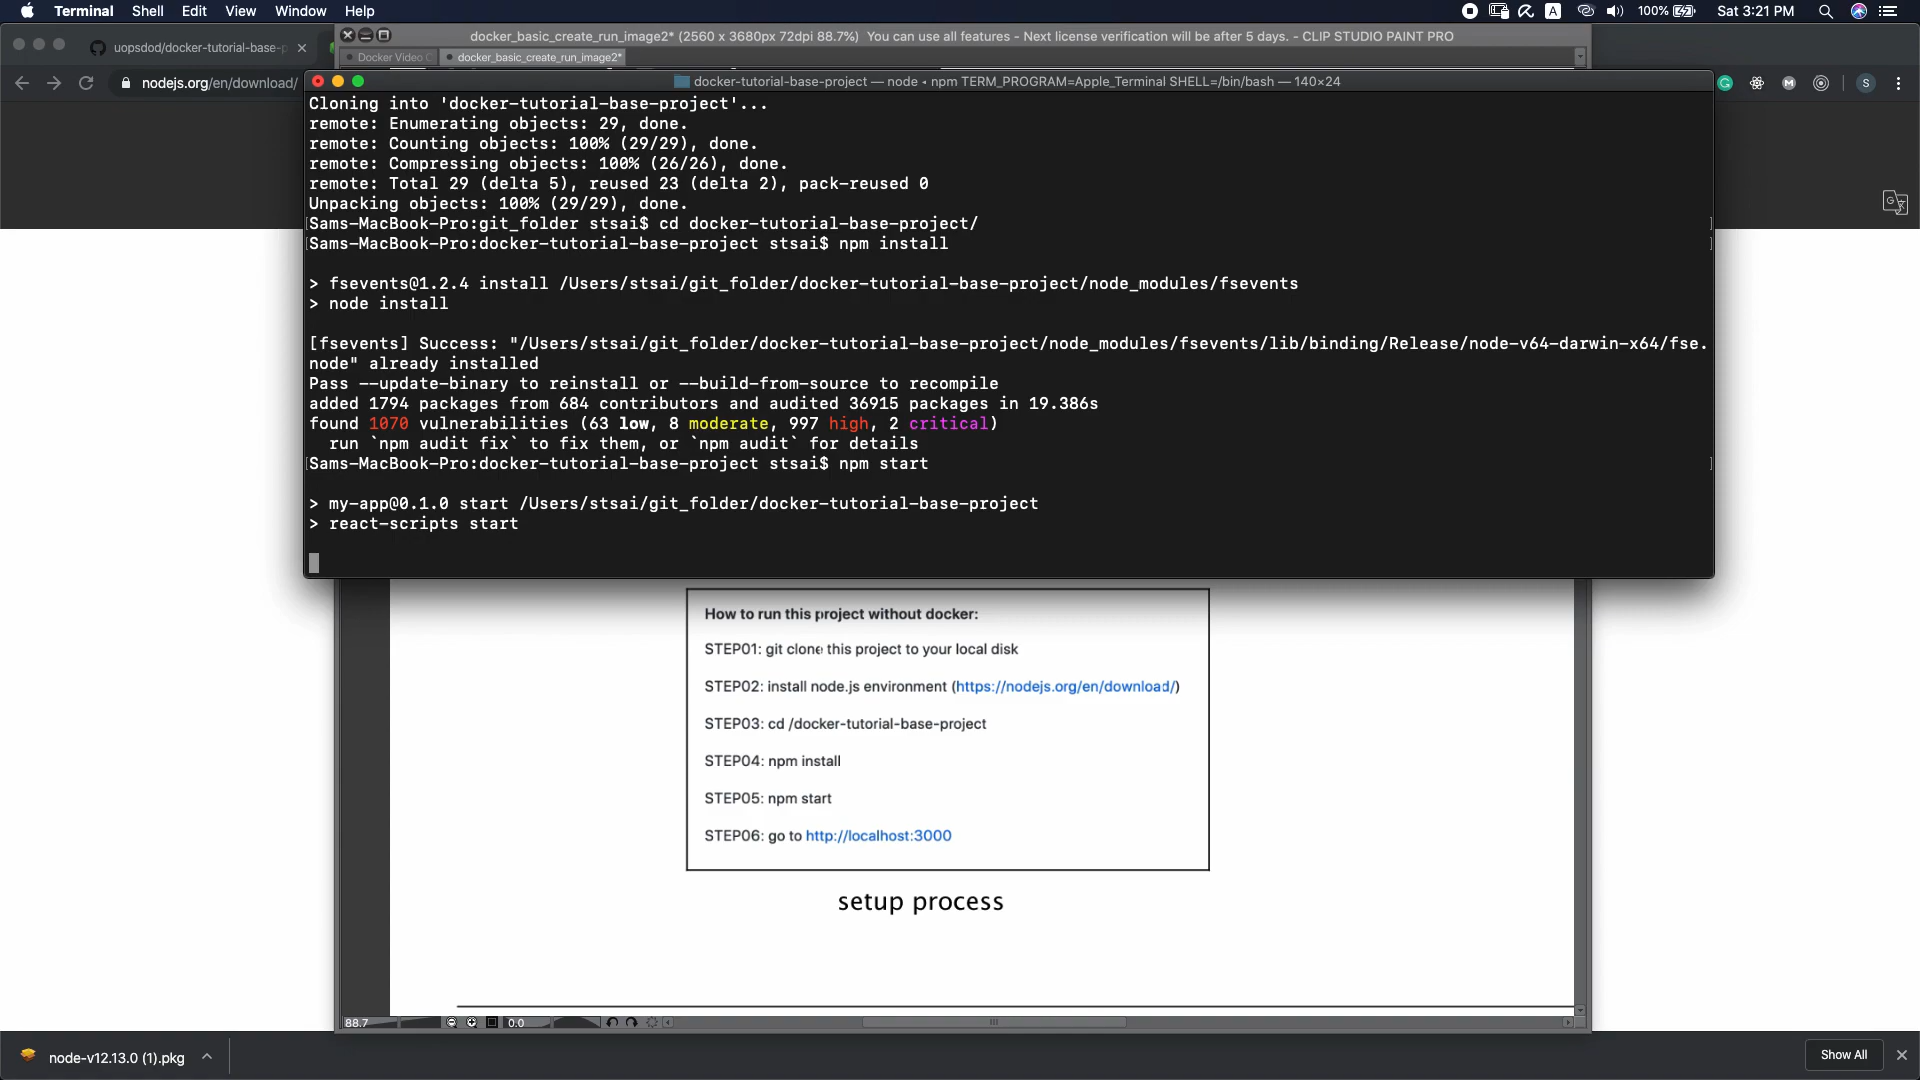 Terminal Shell Edit View Window Help
A 100% Sat 3:21 PM
uopsdod/docker-tutorial-base-p
docker_basic_create_run_image2* (2560 x 3680px 72dpi 88.7%) You can use all features - Next license verification will be after 5 days. - CLIP STUDIO PAINT PRO
Docker Video docker_basic_create_run_image2*
nodejs.org/en/download/
docker-tutorial-base-project — node ◂ npm TERM_PROGRAM=Apple_Terminal SHELL=/bin/bash — 140×24
Cloning into 'docker-tutorial-base-project'...
remote: Enumerating objects: 29, done.
remote: Counting objects: 100% (29/29), done.
remote: Compressing objects: 100% (26/26), done.
remote: Total 29 (delta 5), reused 23 (delta 2), pack-reused 0
Unpacking objects: 100% (29/29), done.
[Sams-MacBook-Pro:git_folder stsai$ cd docker-tutorial-base-project/ ]
[Sams-MacBook-Pro:docker-tutorial-base-project stsai$ npm install ]
> fsevents@1.2.4 install /Users/stsai/git_folder/docker-tutorial-base-project/node_modules/fsevents
> node install
[fsevents] Success: "/Users/stsai/git_folder/docker-tutorial-base-project/node_modules/fsevents/lib/binding/Release/node-v64-darwin-x64/fse.
node" already installed
Pass --update-binary to reinstall or --build-from-source to recompile
added 1794 packages from 684 contributors and audited 36915 packages in 19.386s
found 1070 vulnerabilities (63 low, 8 moderate, 997 high, 2 critical)
run `npm audit fix` to fix them, or `npm audit` for details
[Sams-MacBook-Pro:docker-tutorial-base-project stsai$ npm start ]
> my-app@0.1.0 start /Users/stsai/git_folder/docker-tutorial-base-project
> react-scripts start
How to run this project without docker:
STEP01: git clone this project to your local disk
STEP02: install node.js environment (https://nodejs.org/en/download/)
STEP03: cd /docker-tutorial-base-project
STEP04: npm install
STEP05: npm start
STEP06: go to http://localhost:3000
setup process
88.7 0.0
node-v12.13.0 (1).pkg
Show All